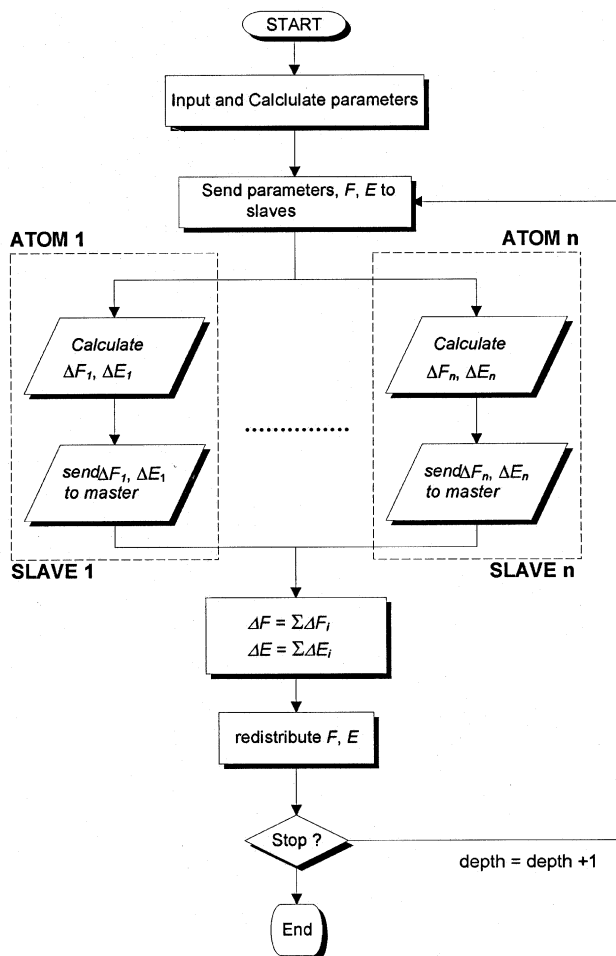 START
Input and Calclulate parameters
Send parameters, F, E to
slaves
ATOM 1
ATOM n
Calculate
ΔF₁, ΔE₁
Calculate
ΔFₙ, ΔEₙ
..............
sendΔF₁, ΔE₁
to master
sendΔFₙ, ΔEₙ
to master
SLAVE 1
SLAVE n
ΔF = ΣΔFᵢ
ΔE = ΣΔEᵢ
redistribute F, E
Stop ?
depth = depth +1
End